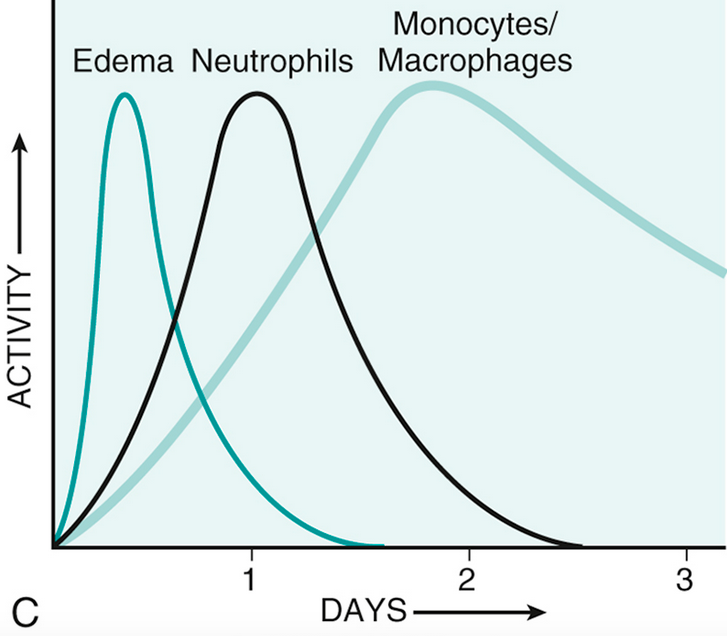 Monocytes/
Edema Neutrophils Macrophages
ACTIVITY
1 2 3
C DAYS